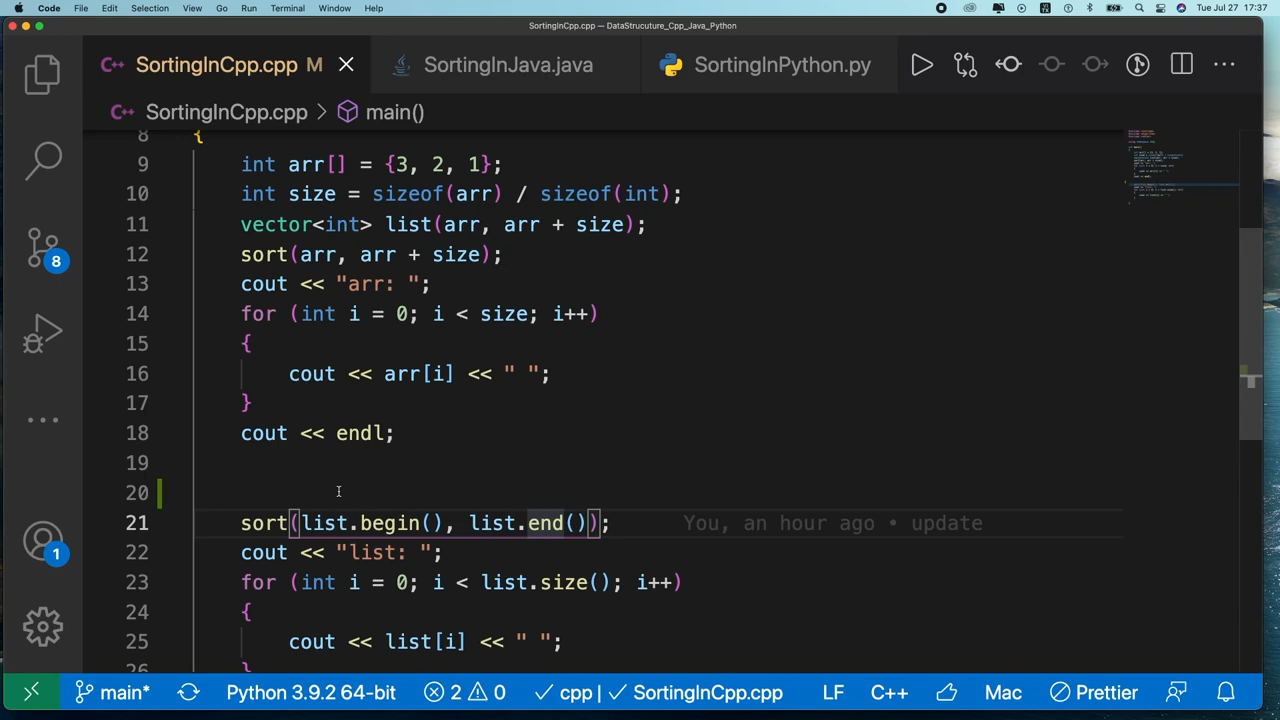 Code File Edit Selection View Go Run Terminal Window Help Tue Jul 27 17:37
SortingInCpp.cpp — DataStrucuture_Cpp_Java_Python
SortingInCpp.cpp M SortingInJava.java SortingInPython.py
SortingInCpp.cpp > main()
8 {
9 int arr[] = {3, 2, 1};
10 int size = sizeof(arr) / sizeof(int);
11 vector<int> list(arr, arr + size);
12 sort(arr, arr + size);
13 cout << "arr: ";
14 for (int i = 0; i < size; i++)
15 {
16 cout << arr[i] << " ";
17 }
18 cout << endl;
19
20
21 sort(list.begin(), list.end()); You, an hour ago • update
22 cout << "list: ";
23 for (int i = 0; i < list.size(); i++)
24 {
25 cout << list[i] << " ";
26 }
8
1
main* Python 3.9.2 64-bit 2 0 cpp | SortingInCpp.cpp LF C++ Mac Prettier